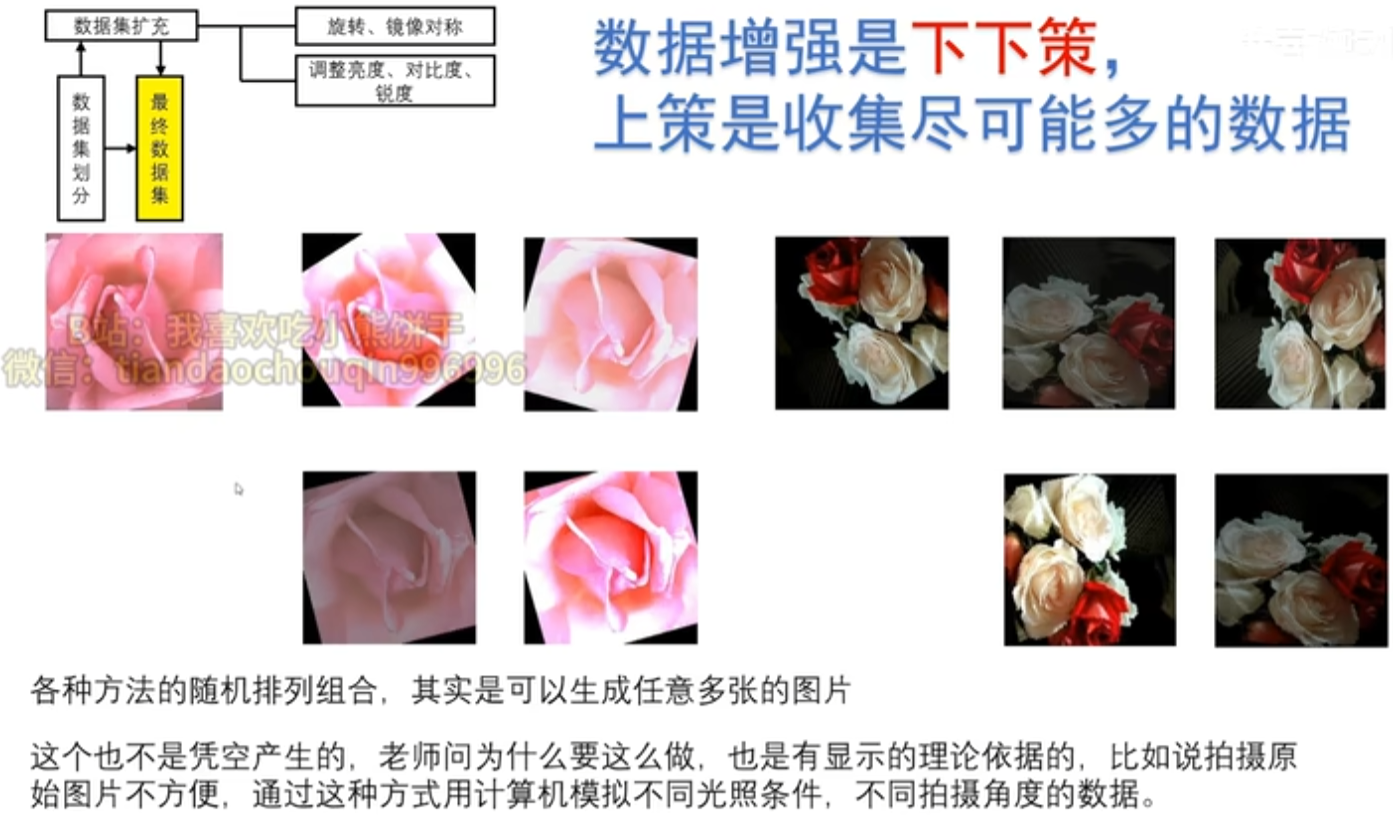 数据集扩充
旋转、镜像对称
调整亮度、对比度、
锐度
数据集划分
最终数据集
数据增强是下下策，
上策是收集尽可能多的数据
B站：我喜欢吃小熊饼干
微信：tiandaochouqin996996
各种方法的随机排列组合，其实是可以生成任意多张的图片
这个也不是凭空产生的，老师问为什么要这么做，也是有显示的理论依据的，比如说拍摄原
始图片不方便，通过这种方式用计算机模拟不同光照条件，不同拍摄角度的数据。